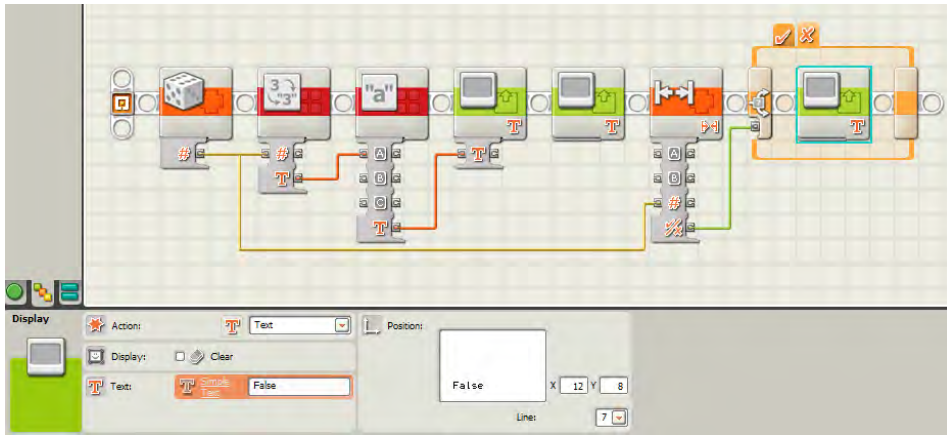 3
"3"
"a"
T
T
T
#
#
A
A
T
T
B
B
C
#
T
Display
Action:
T
Text
Position:
Display:
Clear
T
Text:
T
Simple
Text
False
False
X
12
Y
8
Line:
7